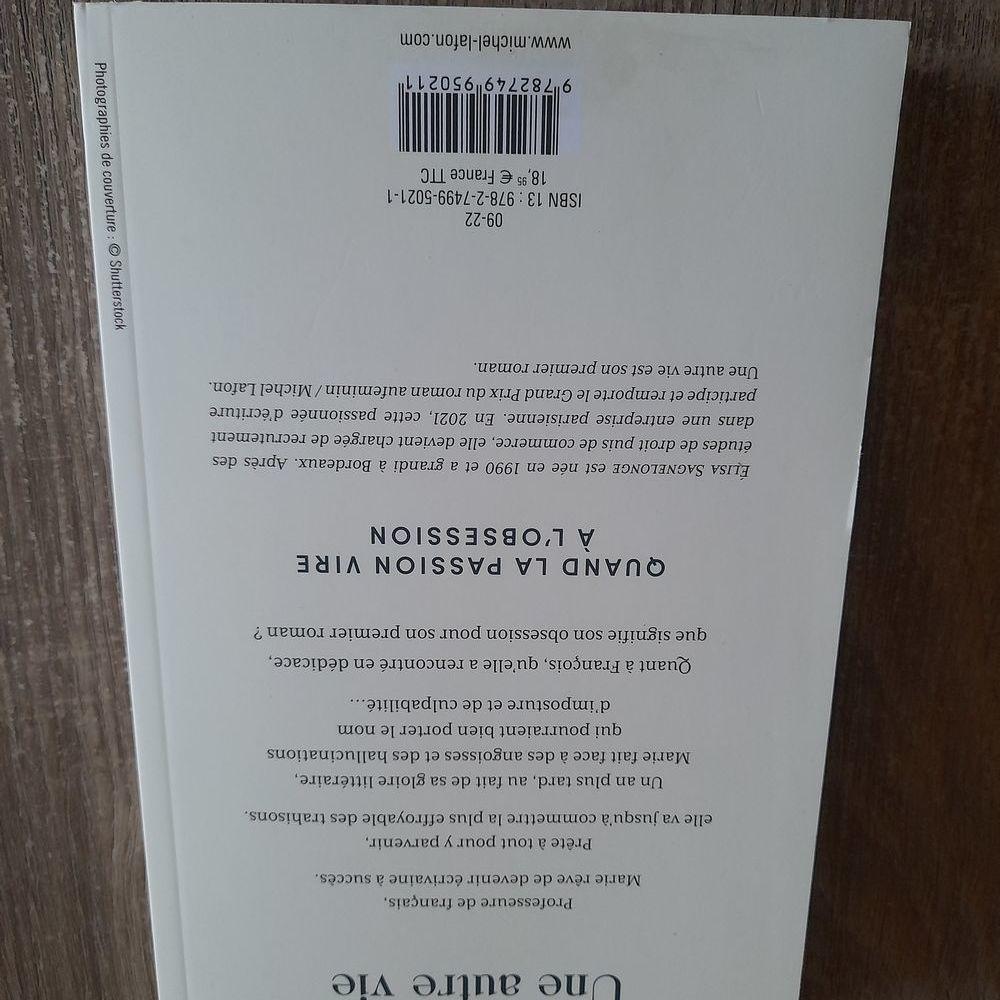 Une autre vie
Professeure de français,
Marie rêve de devenir écrivaine à succès.
Prête à tout pour y parvenir,
elle va jusqu'à commettre la plus effroyable des trahisons.
Un an plus tard, au faît de sa gloire littéraire,
Marie fait face à des angoisses et des hallucinations
qui pourraient bien porter le nom
d'imposture et de culpabilité...
Quant à François, qu'elle a rencontré en dédicace,
que signifie son obsession pour son premier roman ?
QUAND LA PASSION VIRE
À L'OBSESSION
ÉLISA SAGNELONGE est née en 1990 et a grandi à Bordeaux. Après des
études de droit puis de commerce, elle devient chargée de recrutement
dans une entreprise parisienne. En 2021, cette passionnée d'écriture
participe et remporte le Grand Prix du roman aufeminin / Michel Lafon.
Une autre vie est son premier roman.
09-22
ISBN 13 : 978-2-7499-5021-1
18,95 € France TTC
9 782749 950211
www.michel-lafon.com
Photographies de couverture : © Shutterstock